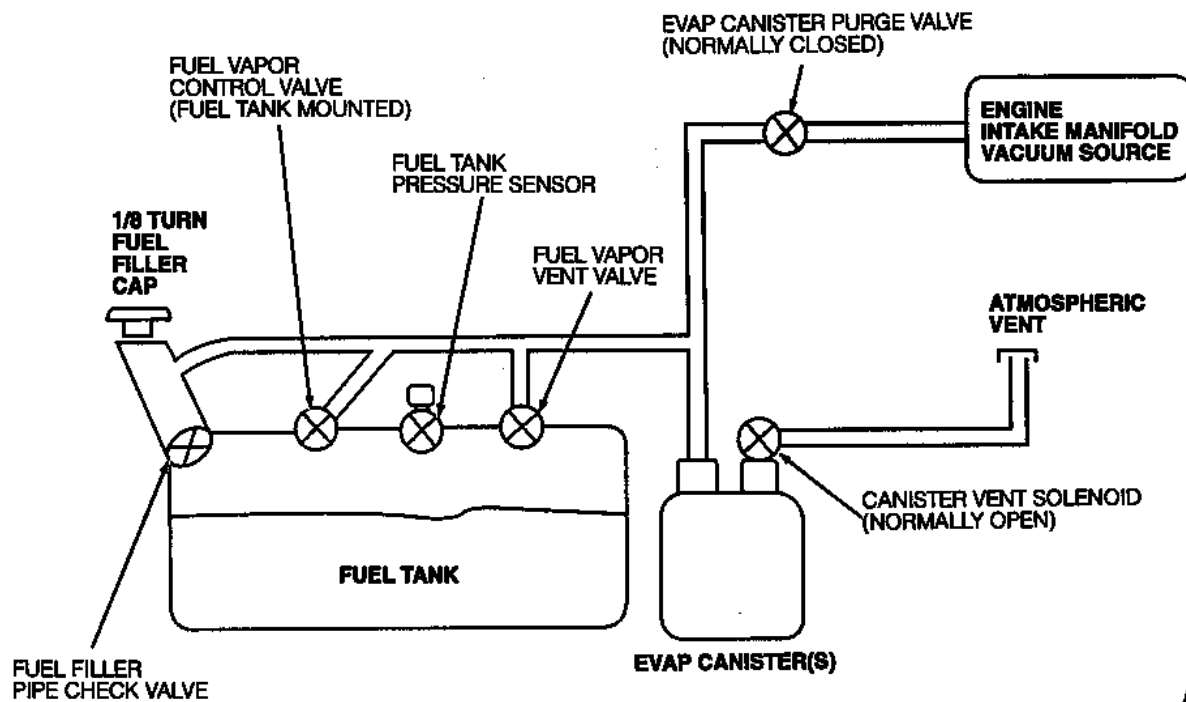 EVAP CANISTER PURGE VALVE
(NORMALLY CLOSED)
FUEL VAPOR
CONTROL VALVE
(FUEL TANK MOUNTED)
ENGINE
INTAKE MANIFOLD
VACUUM SOURCE
FUEL TANK
PRESSURE SENSOR
1/8 TURN
FUEL
FILLER
CAP
FUEL VAPOR
VENT VALVE
ATMOSPHERIC
VENT
CANISTER VENT SOLENOID
(NORMALLY OPEN)
FUEL TANK
EVAP CANISTER(S)
FUEL FILLER
PIPE CHECK VALVE